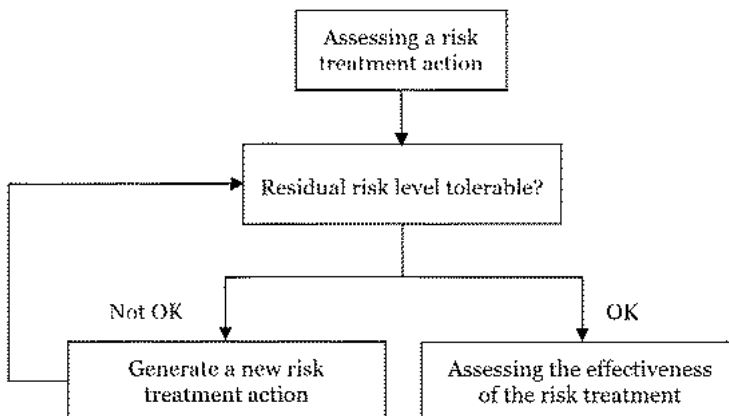 Assessing a risk
treatment action
Residual risk level tolerable?
Not OK
OK
Generate a new risk
treatment action
Assessing the effectiveness
of the risk treatment